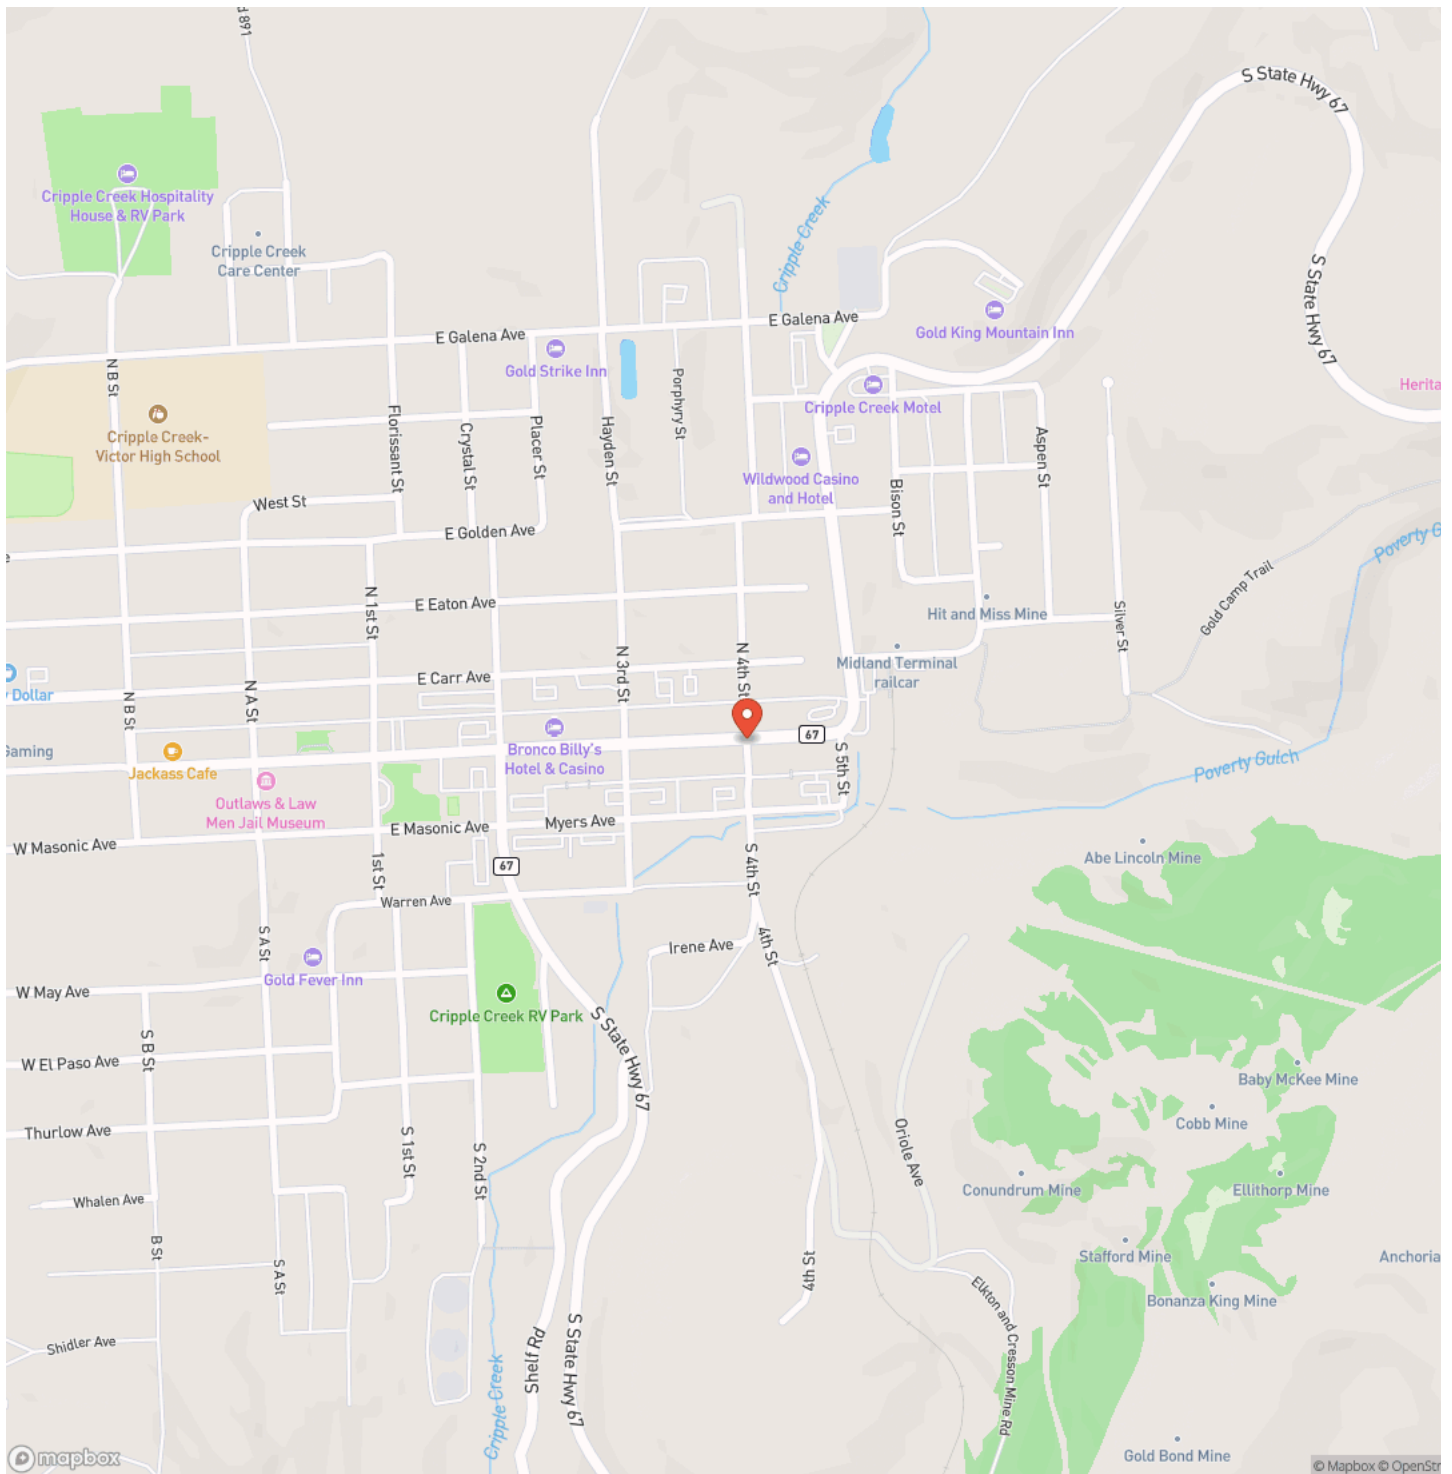 d 891
S State Hwy 67
Cripple Creek Hospitality
House & RV Park
Cripple Creek
Care Center
Cripple Creek
S State Hwy 67
E Galena Ave
E Galena Ave
Gold King Mountain Inn
Gold Strike Inn
N B St
Porphyry St
Herita
Cripple Creek Motel
Cripple Creek-
Victor High School
Florissant St
Crystal St
Placer St
Hayden St
Aspen St
Wildwood Casino
and Hotel
Bison St
West St
E Golden Ave
Poverty G
e
N 1st St
E Eaton Ave
Hit and Miss Mine
Silver St
Gold Camp Trail
N 3rd St
N 4th St
Midland Terminal
railcar
E Carr Ave
y Dollar
N B St
N A St
67
Gaming
Bronco Billy's
Hotel & Casino
S 5th St
Jackass Cafe
Poverty Gulch
Outlaws & Law
Men Jail Museum
E Masonic Ave
Myers Ave
W Masonic Ave
Abe Lincoln Mine
67
1st St
S 4th St
Warren Ave
S A St
Irene Ave
4th St
Gold Fever Inn
W May Ave
Cripple Creek RV Park
S State Hwy 67
S B St
W El Paso Ave
Baby McKee Mine
Cobb Mine
Thurlow Ave
S 1st St
S 2nd St
Oriole Ave
Conundrum Mine
Ellithorp Mine
Whalen Ave
B St
S A St
Stafford Mine
Anchoria
4th St
Bonanza King Mine
Elkton and Cresson Mine Rd
Shidler Ave
Shelf Rd
S State Hwy 67
Cripple Creek
Gold Bond Mine
mapbox
© Mapbox © OpenStr